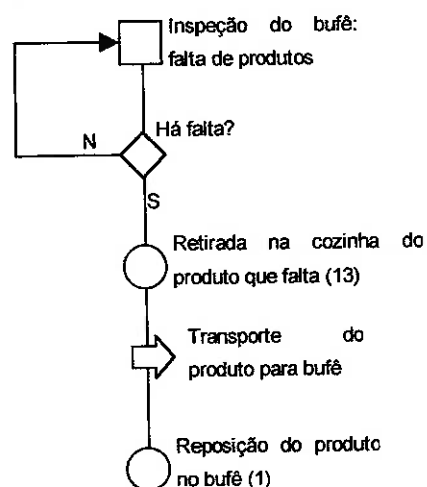 Inspeção do bufê:
falta de produtos
Há falta?
N
S
Retirada na cozinha do
produto que falta (13)
Transporte do
produto para bufê
Reposição do produto
no bufê (1)